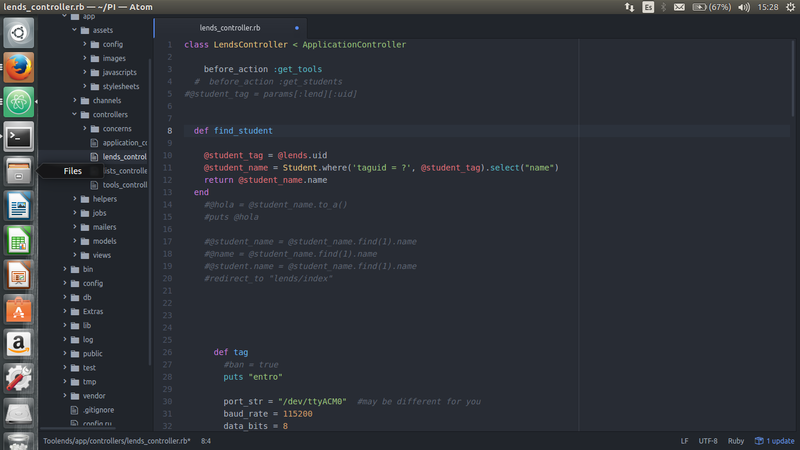 lends_controller.rb — ~/PI — Atom
Es
(67%)
15:28
app
assets
config
images
javascripts
stylesheets
channels
controllers
concerns
application_co
lends_control
Files
lists_controlle
tools_controll
helpers
jobs
mailers
models
views
bin
config
db
Extras
lib
log
public
test
tmp
vendor
.gitignore
config.ru
lends_controller.rb
1 class LendsController < ApplicationController
2
3 before_action :get_tools
4 #  before_action :get_students
5 #@student_tag = params[:lend][:uid]
6
7
8 def find_student
9
10 @student_tag = @lends.uid
11 @student_name = Student.where('taguid = ?', @student_tag).select("name")
12 return @student_name.name
13 end
14 #@hola = @student_name.to_a()
15 #puts @hola
16
17 #@student_name = @student_name.find(1).name
18 #@name = @student_name.find(1).name
19 #@student.name = @student_name.find(1).name
20 #redirect_to "lends/index"
21
22
23
24
25
26 def tag
27 #ban = true
28 puts "entro"
29
30 port_str = "/dev/ttyACM0"  #may be different for you
31 baud_rate = 115200
32 data_bits = 8
Toolends/app/controllers/lends_controller.rb* 8:4
LF UTF-8 Ruby 1 update